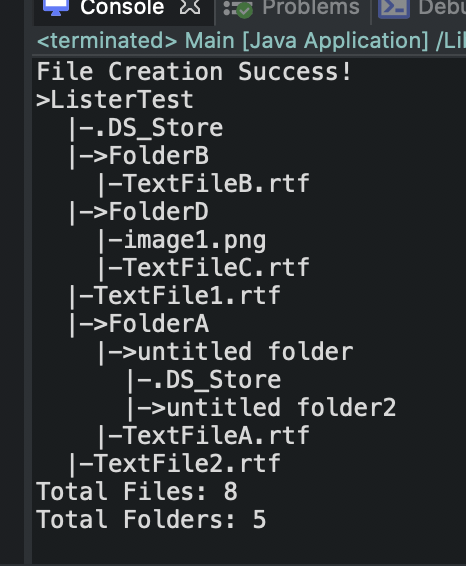 Console Problems Debu
<terminated> Main [Java Application] /Lil
File Creation Success!
>ListerTest
|-.DS_Store
|->FolderB
|-TextFileB.rtf
|->FolderD
|-image1.png
|-TextFileC.rtf
|-TextFile1.rtf
|->FolderA
|->untitled folder
|-.DS_Store
|->untitled folder2
|-TextFileA.rtf
|-TextFile2.rtf
Total Files: 8
Total Folders: 5